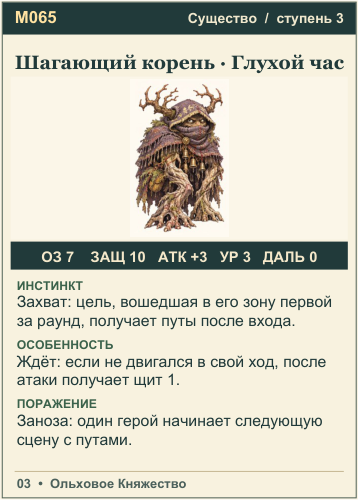 M065
Существо / ступень 3
Шагающий корень · Глухой час
ОЗ 7 ЗАЩ 10 АТК +3 УР 3 ДАЛЬ 0
ИНСТИНКТ
Захват: цель, вошедшая в его зону первой
за раунд, получает путы после входа.
ОСОБЕННОСТЬ
Ждёт: если не двигался в свой ход, после
атаки получает щит 1.
ПОРАЖЕНИЕ
Заноза: один герой начинает следующую
сцену с путами.
03 • Ольховое Княжество